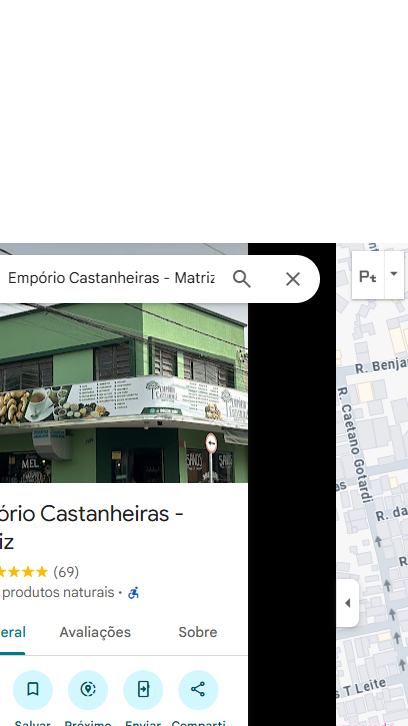 Empório Castanheiras - Matriz
Pt
R. Benja
R. Caetano Gotardi
MEL
ório Castanheiras -
iz
(69)
produtos naturais ·
eral
Avaliações
Sobre
Salvar
Próximo
Enviar
Comparti
os
R. da
s T Leite